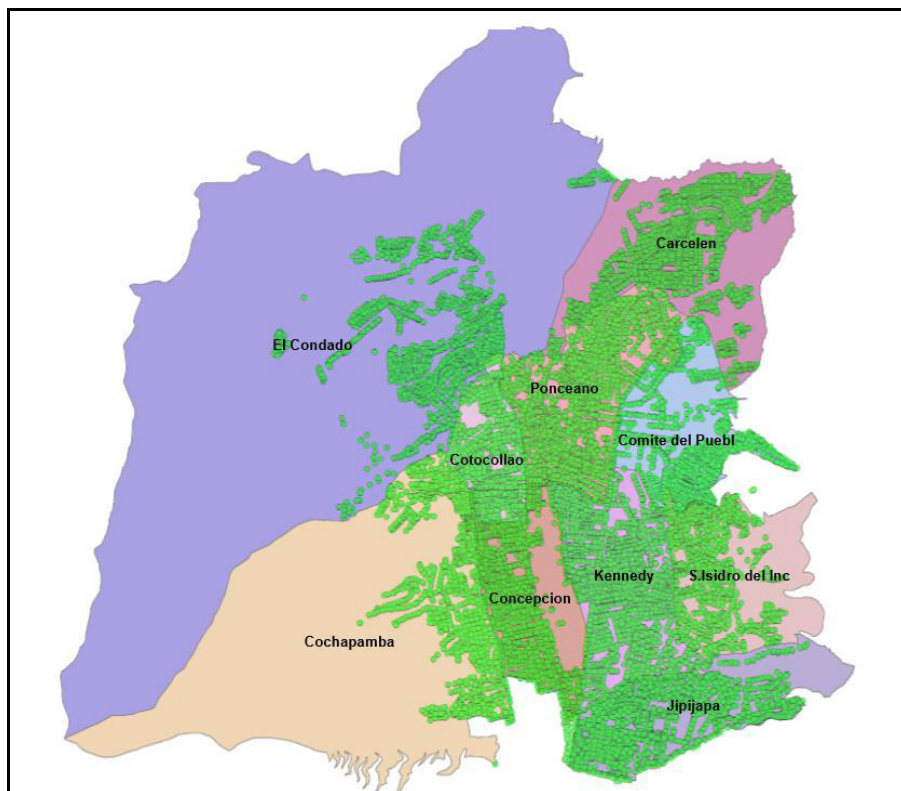 Carcelen
El Condado
Ponceano
Comite del Puebl
Cotocollao
Kennedy
S.Isidro del Inc
Concepcion
Cochapamba
Jipijapa